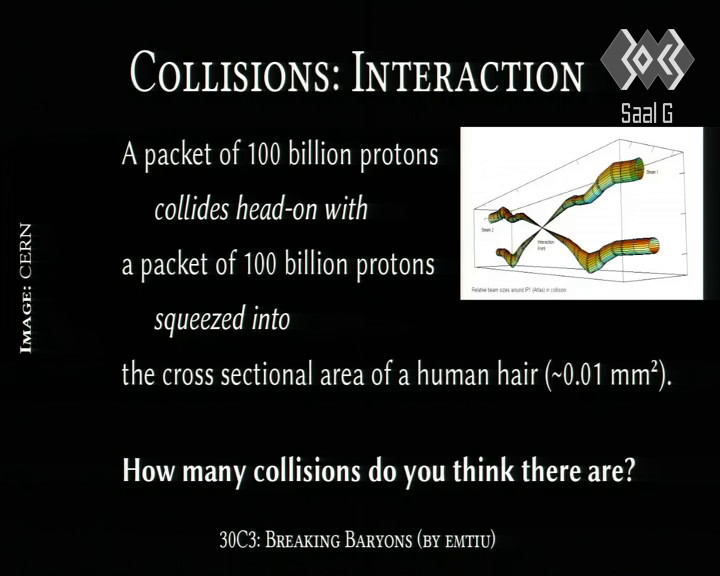 Collisions: Interaction
Saal G
A packet of 100 billion protons
collides head-on with
a packet of 100 billion protons
squeezed into
the cross sectional area of a human hair (~0.01 mm²).
How many collisions do you think there are?
Image: CERN
Beam 1
Beam 2
Interaction
Point
Relative beam sizes around IP1 (Atlas) in collision
30C3: Breaking Baryons (by emtiu)